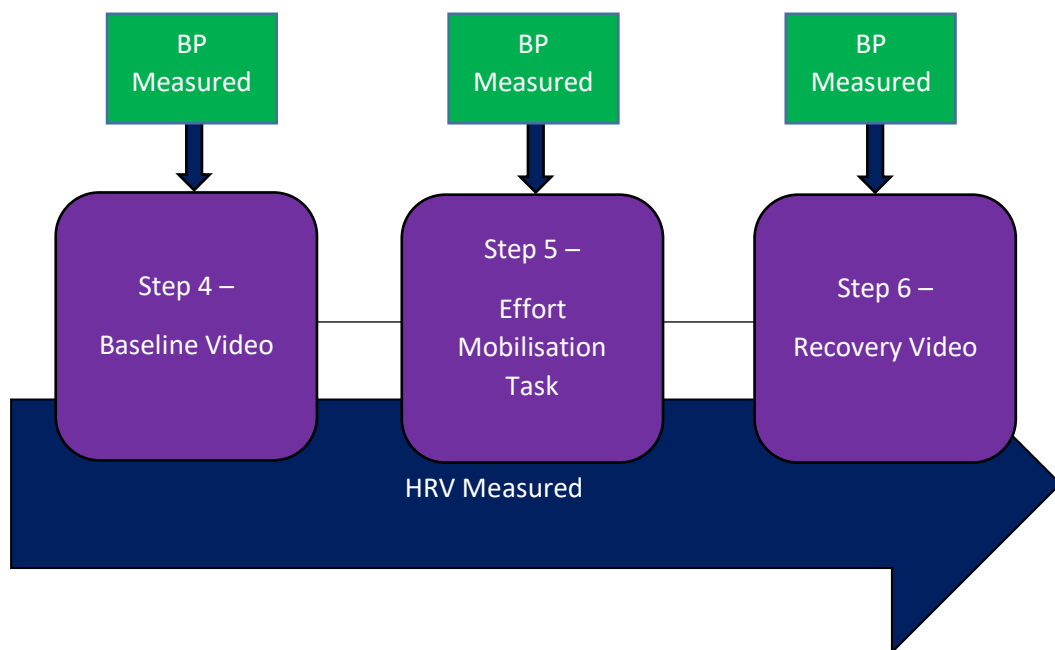 BP
Measured
BP
Measured
BP
Measured
Step 4 –
Baseline Video
Step 5 –
Effort
Mobilisation
Task
Step 6 –
Recovery Video
HRV Measured